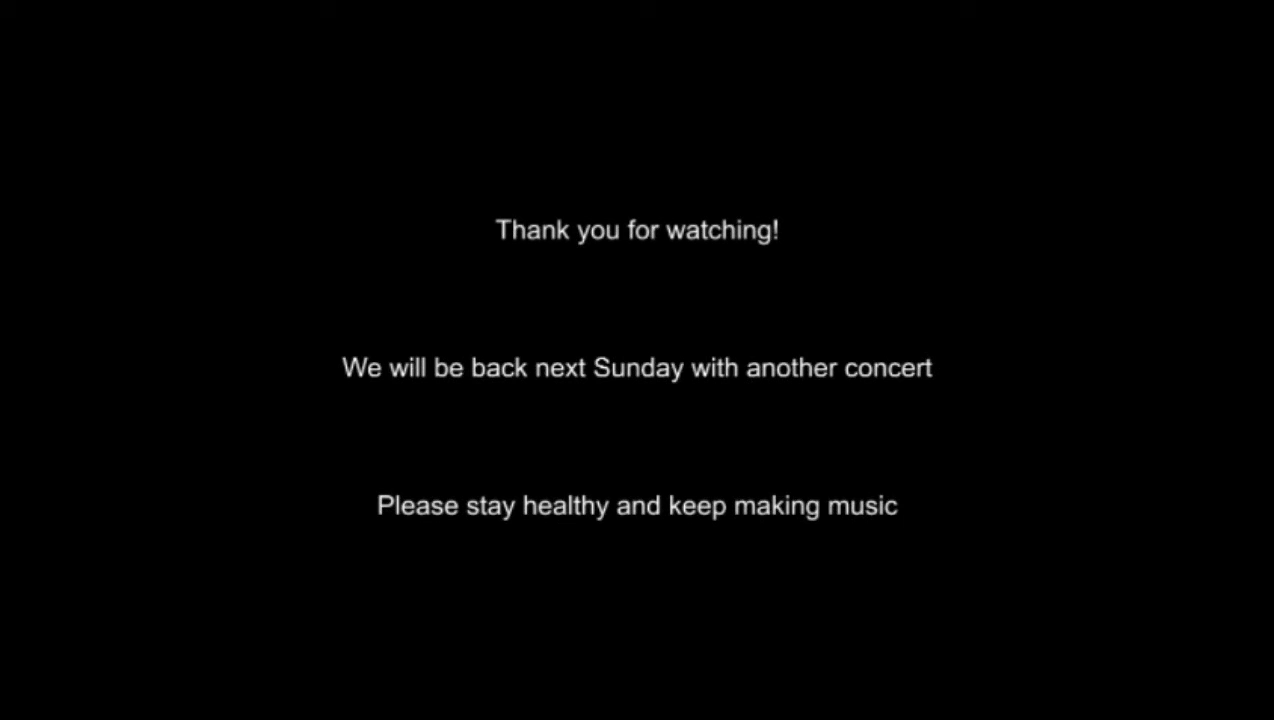 Thank you for watching!
We will be back next Sunday with another concert
Please stay healthy and keep making music